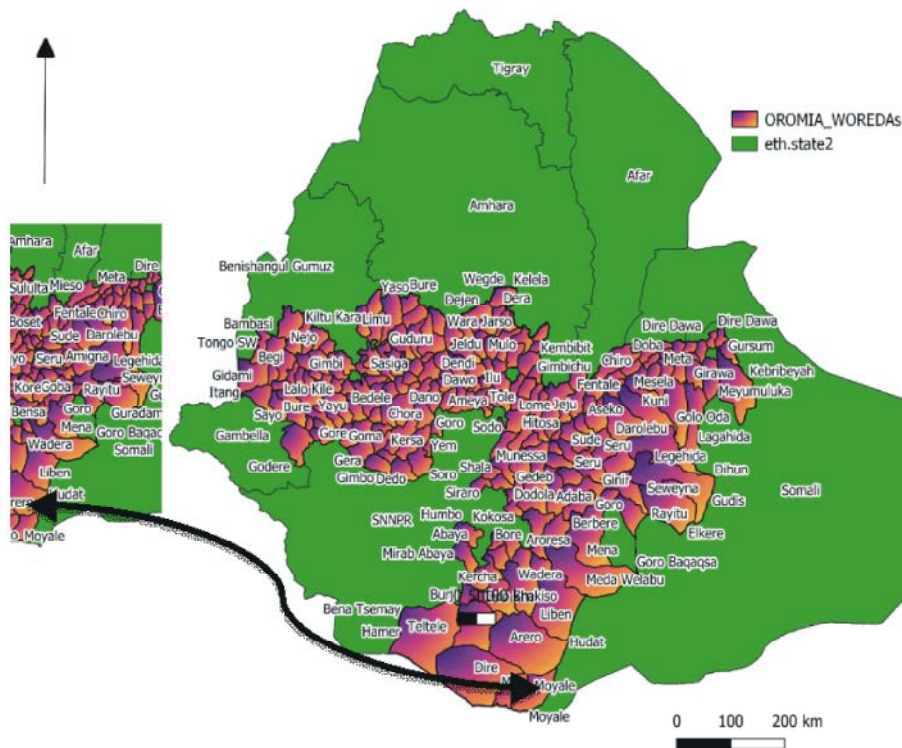 Tigray
OROMIA_WOREDAs
eth.state2
Afar
Amhara
Benishangul Gumuz
Amhara
Afar
Dire
Sululta Mieso Meta
Boset Fentale Chiro
Sude Darolebu
Seru Amigna Legehida
Kore Goba Rayitu Seweyn
Bensa Goro Guradam
Mena Goro Baqaq
Wadera Somali
Liben
Hudat
Moyale
Yaso Bure Wegde Kelela
Dejen Dera
Bambasi Kiltu Kara Limu Wara Jarso Dire Dawa Dire Dawa
Tongo SW Nejo Guduru Jeldu Mulo Kembibit Doba Gursum
Begi Gimbi Sasiga Dendi Gimbichu Chiro Meta Kebribeyah
Gidami Dawo Ilu Fentale Mesela Girawa
Itang Lalo Kile Bedele Dano Ameya Tole Kuni Meyumuluka
Sayo Bure Yayu Chora Goro Lome Jeju Aseko Golo Oda
Gambella Gore Goma Kersa Yem Sodo Hitosa Darolebu Lagahida
Godere Gera Munessa Sude Seru Legehida
Gimbo Dedo Soro Shala Gedeb Seru Dihun Somali
Siraro Dodola Adaba Ginir Seweyna Gudis
SNNPR Humbo Kokosa Goro Rayitu
Abaya Bore Aroresa Berbere Elkere
Mirab Abaya Mena Goro Baqaqsa
Kercha Wadera Meda Welabu
Bena Tsemay Liben
Hamer Teltele Arero Hudat
Dire Moyale
Moyale
0 100 200 km